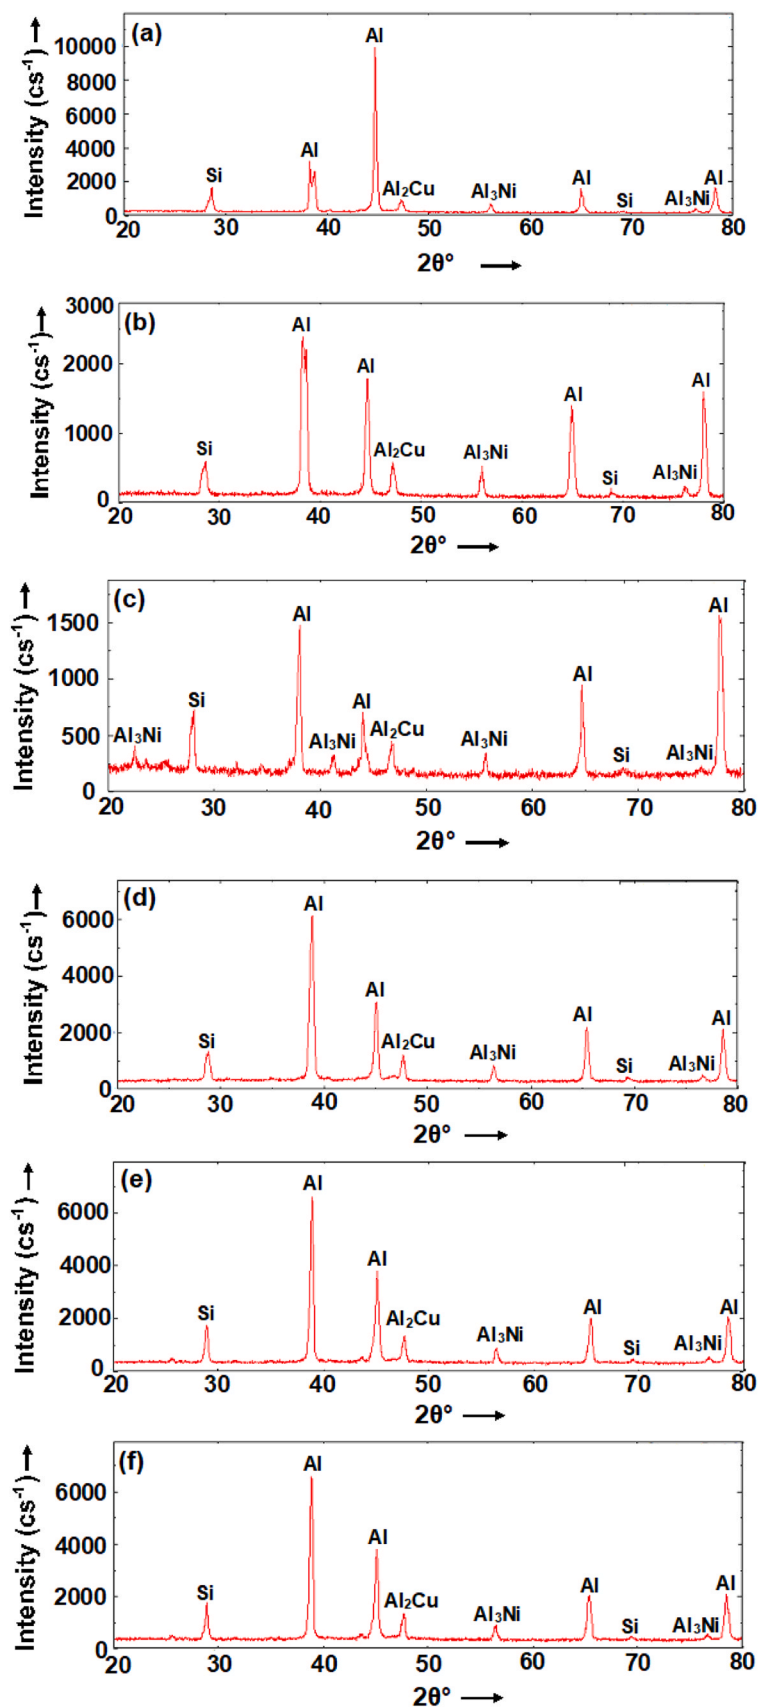 (a)
Intensity (cs⁻¹) →
10000
8000
6000
4000
2000
0
Si
Al
Al
Al₂Cu
Al₃Ni
Al
Si
Al₃Ni
Al
20 30 40 50 60 70 80
2θ° →
(b)
Intensity (cs⁻¹) →
3000
2000
1000
0
Si
Al
Al
Al₂Cu
Al₃Ni
Al
Si
Al₃Ni
Al
20 30 40 50 60 70 80
2θ° →
(c)
Intensity (cs⁻¹) →
1500
1000
500
0
Al₃Ni
Si
Al
Al₃Ni
Al
Al₂Cu
Al₃Ni
Al
Si
Al₃Ni
Al
20 30 40 50 60 70 80
2θ° →
(d)
Intensity (cs⁻¹) →
6000
4000
2000
0
Si
Al
Al
Al₂Cu
Al₃Ni
Al
Si
Al₃Ni
Al
20 30 40 50 60 70 80
2θ° →
(e)
Intensity (cs⁻¹) →
6000
4000
2000
0
Si
Al
Al
Al₂Cu
Al₃Ni
Al
Si
Al₃Ni
Al
20 30 40 50 60 70 80
2θ° →
(f)
Intensity (cs⁻¹) →
6000
4000
2000
0
Si
Al
Al
Al₂Cu
Al₃Ni
Al
Si
Al₃Ni
Al
20 30 40 50 60 70 80
2θ° →